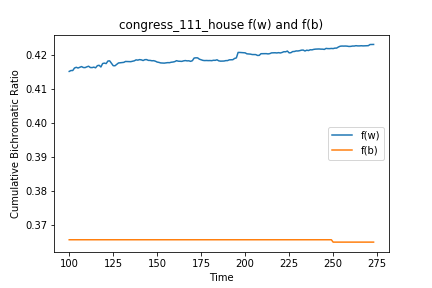 congress_111_house f(w) and f(b)
Cumulative Bichromatic Ratio
0.42
0.41
0.40
0.39
0.38
0.37
f(w)
f(b)
100 125 150 175 200 225 250 275
Time